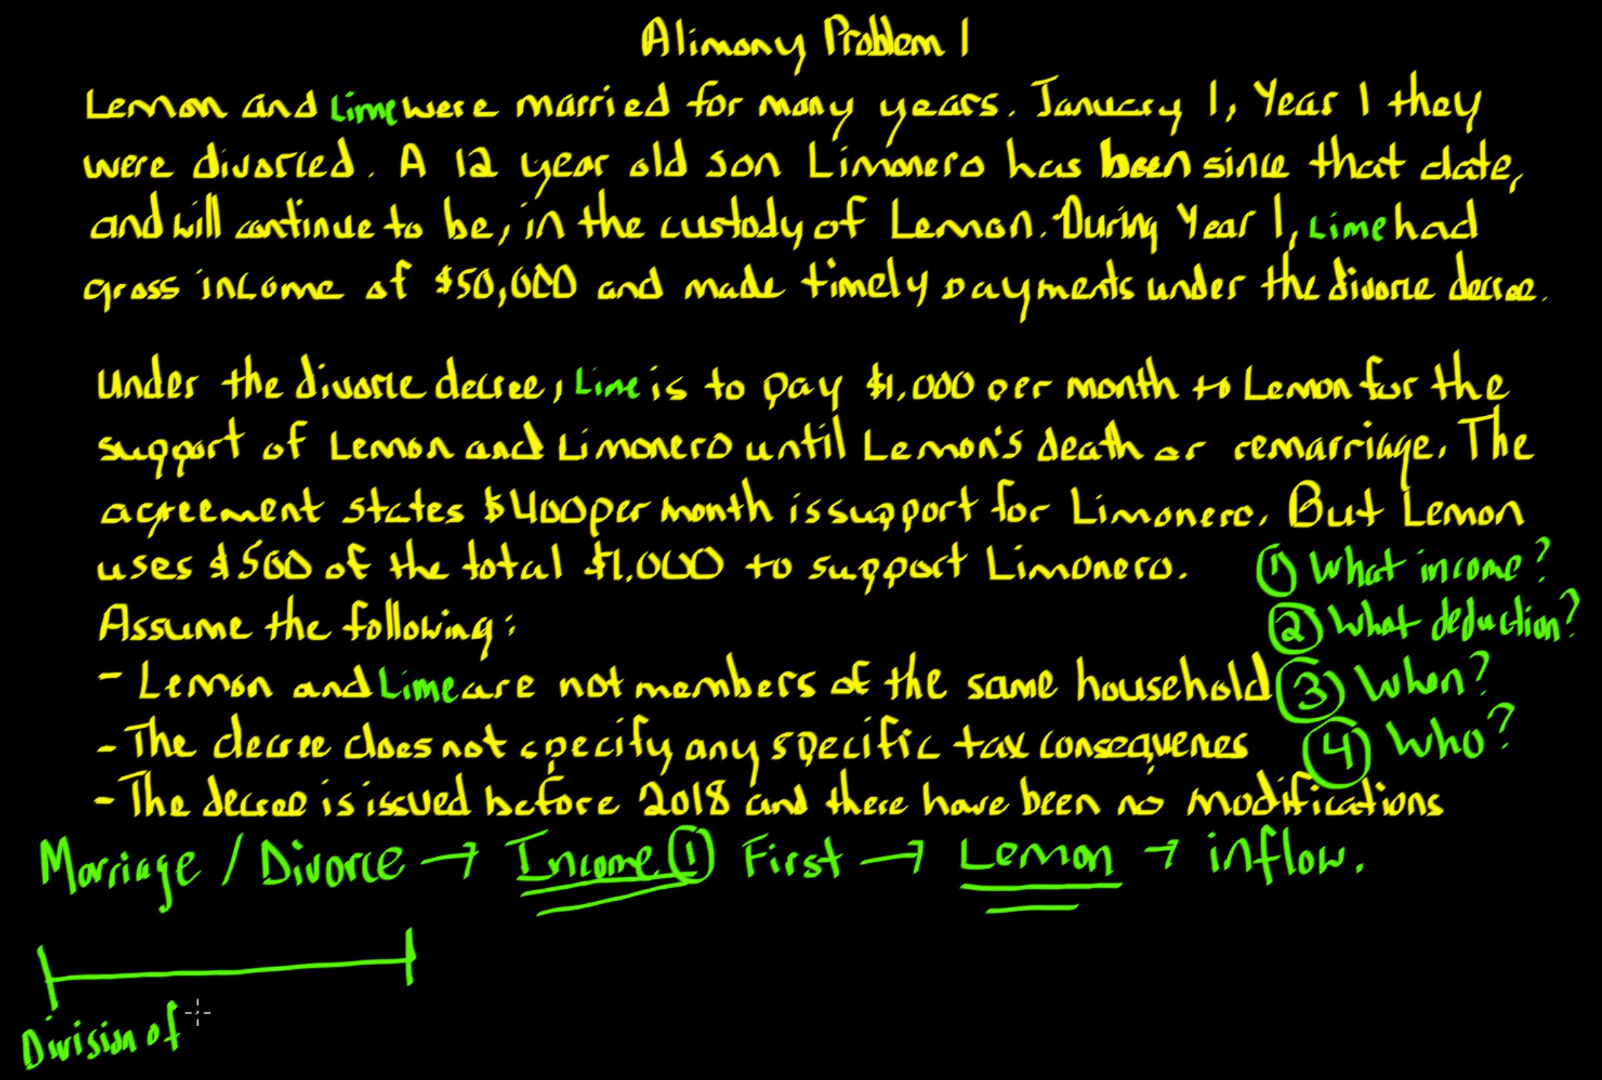 Alimony Problem 1
Lemon and Lime were married for many years. January 1, Year 1 they
were divorced. A 12 year old son Limonero has been since that date,
and will continue to be, in the custody of Lemon. During Year 1, Lime had
gross income of $50,000 and made timely payments under the divorce decree.
Under the divorce decree, Lime is to pay $1,000 per month to Lemon for the
support of Lemon and Limonero until Lemon's death or remarriage. The
agreement states $400 per month is support for Limonero. But Lemon
uses $500 of the total $1,000 to support Limonero.
① What income?
② What deduction?
Assume the following:
- Lemon and Lime are not members of the same household
③ When?
- The decree does not specify any specific tax consequences
④ Who?
- The decree is issued before 2018 and there have been no modifications
Marriage / Divorce → Income ① First → Lemon → inflow.
Division of